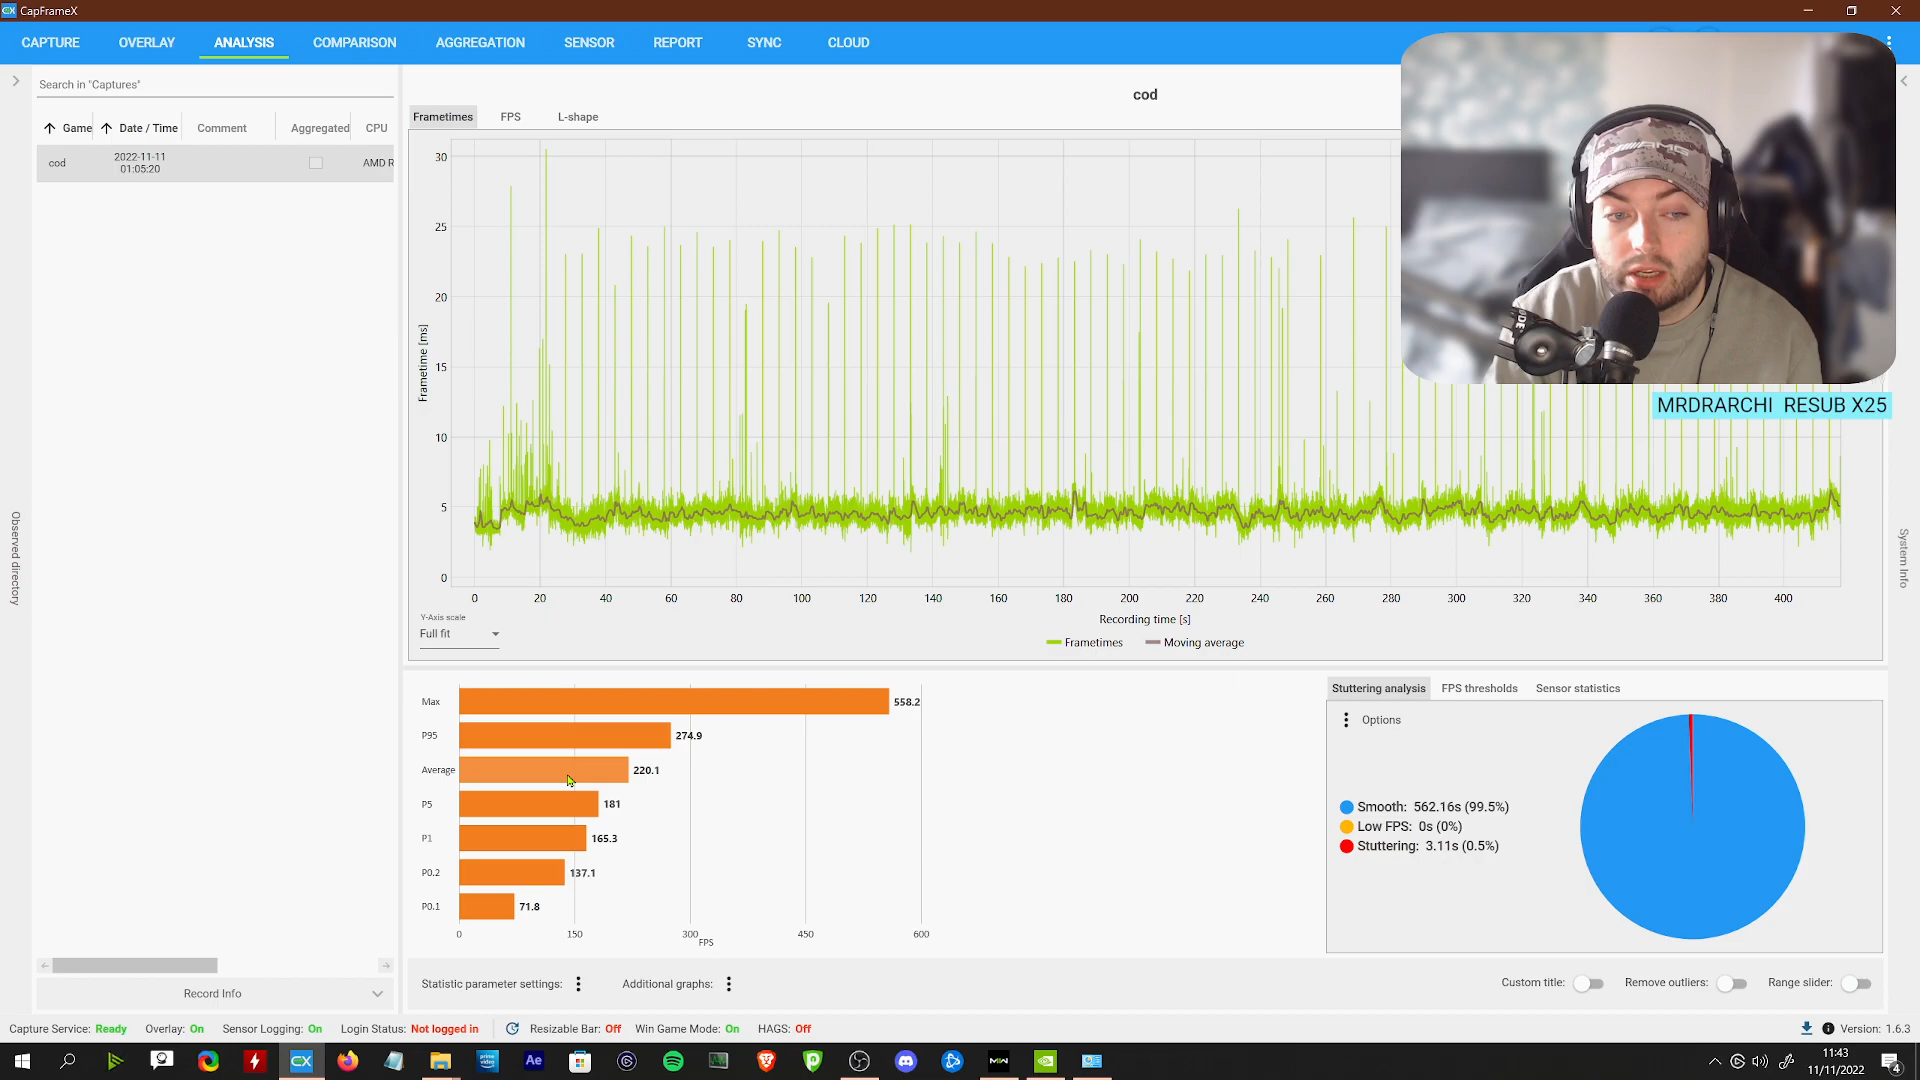 CX CapFrameX
CAPTURE OVERLAY ANALYSIS COMPARISON AGGREGATION SENSOR REPORT SYNC CLOUD
Search in "Captures"
Game Date / Time Comment Aggregated CPU
cod 2022-11-11 01:05:20 AMD R
cod
Frametimes FPS L-shape
30
25
20
15
10
5
0
Frametime [ms]
0 20 40 60 80 100 120 140 160 180 200 220 240 260 280 300 320 340 360 380 400
Recording time [s]
Y-Axis scale
Full fit
Frametimes Moving average
AMG
RODE
MRDRARCHI RESUB X25
Observed directory
System Info
Max 558.2
P95 274.9
Average 220.1
P5 181
P1 165.3
P0.2 137.1
P0.1 71.8
0 150 300 450 600
FPS
Stuttering analysis FPS thresholds Sensor statistics
Options
Smooth: 562.16s (99.5%)
Low FPS: 0s (0%)
Stuttering: 3.11s (0.5%)
Record Info
Statistic parameter settings: Additional graphs:
Custom title: Remove outliers: Range slider:
Capture Service: Ready Overlay: On Sensor Logging: On Login Status: Not logged in Resizable Bar: Off Win Game Mode: On HAGS: Off Version: 1.6.3
CX Ae MWII
11:43
11/11/2022
4